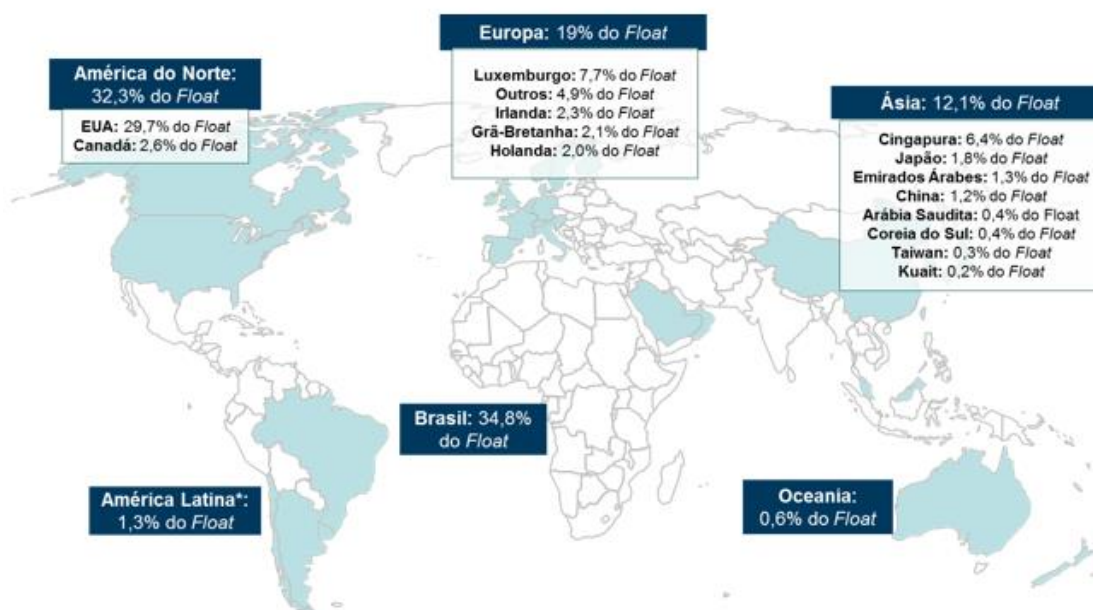 América do Norte:
32,3% do Float
EUA: 29,7% do Float
Canadá: 2,6% do Float
Europa: 19% do Float
Luxemburgo: 7,7% do Float
Outros: 4,9% do Float
Irlanda: 2,3% do Float
Grã-Bretanha: 2,1% do Float
Holanda: 2,0% do Float
Ásia: 12,1% do Float
Cingapura: 6,4% do Float
Japão: 1,8% do Float
Emirados Árabes: 1,3% do Float
China: 1,2% do Float
Arábia Saudita: 0,4% do Float
Coreia do Sul: 0,4% do Float
Taiwan: 0,3% do Float
Kuait: 0,2% do Float
Brasil: 34,8%
do Float
América Latina*:
1,3% do Float
Oceania:
0,6% do Float